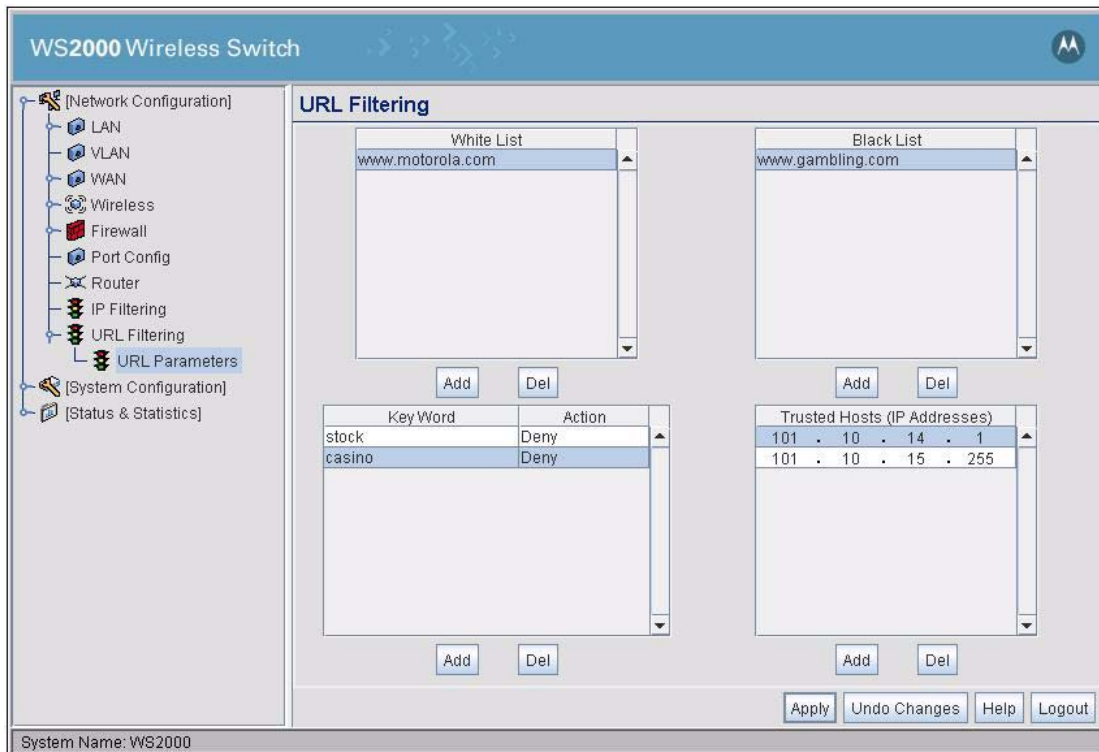 WS2000 Wireless Switch
[Network Configuration]
LAN
VLAN
WAN
Wireless
Firewall
Port Config
Router
IP Filtering
URL Filtering
URL Parameters
[System Configuration]
[Status & Statistics]
URL Filtering
White List
www.motorola.com
Add Del
Black List
www.gambling.com
Add Del
Key Word Action
stock Deny
casino Deny
Add Del
Trusted Hosts (IP Addresses)
101 . 10 . 14 . 1
101 . 10 . 15 . 255
Add Del
Apply Undo Changes Help Logout
System Name: WS2000